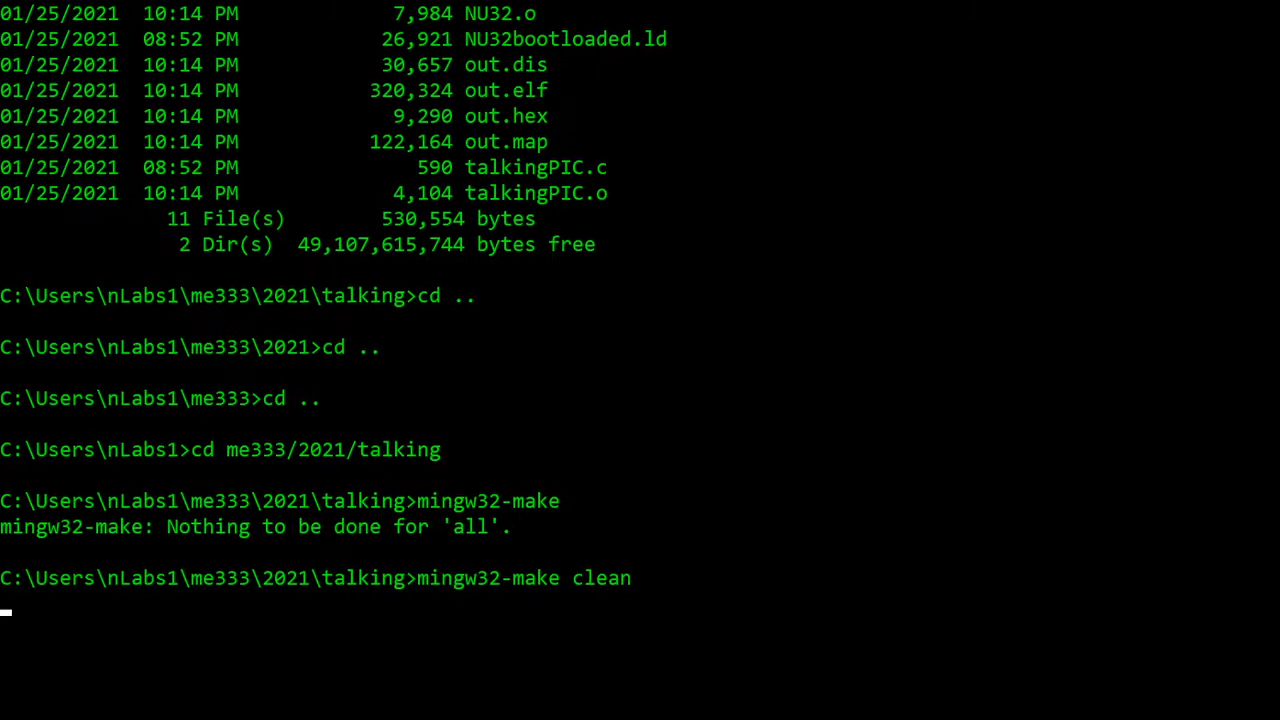 01/25/2021  10:14 PM             7,984 NU32.o
01/25/2021  08:52 PM            26,921 NU32bootloaded.ld
01/25/2021  10:14 PM            30,657 out.dis
01/25/2021  10:14 PM           320,324 out.elf
01/25/2021  10:14 PM             9,290 out.hex
01/25/2021  10:14 PM           122,164 out.map
01/25/2021  08:52 PM               590 talkingPIC.c
01/25/2021  10:14 PM             4,104 talkingPIC.o
              11 File(s)        530,554 bytes
               2 Dir(s)  49,107,615,744 bytes free
C:\Users\nLabs1\me333\2021\talking>cd ..
C:\Users\nLabs1\me333\2021>cd ..
C:\Users\nLabs1\me333>cd ..
C:\Users\nLabs1>cd me333/2021/talking
C:\Users\nLabs1\me333\2021\talking>mingw32-make
mingw32-make: Nothing to be done for 'all'.
C:\Users\nLabs1\me333\2021\talking>mingw32-make clean